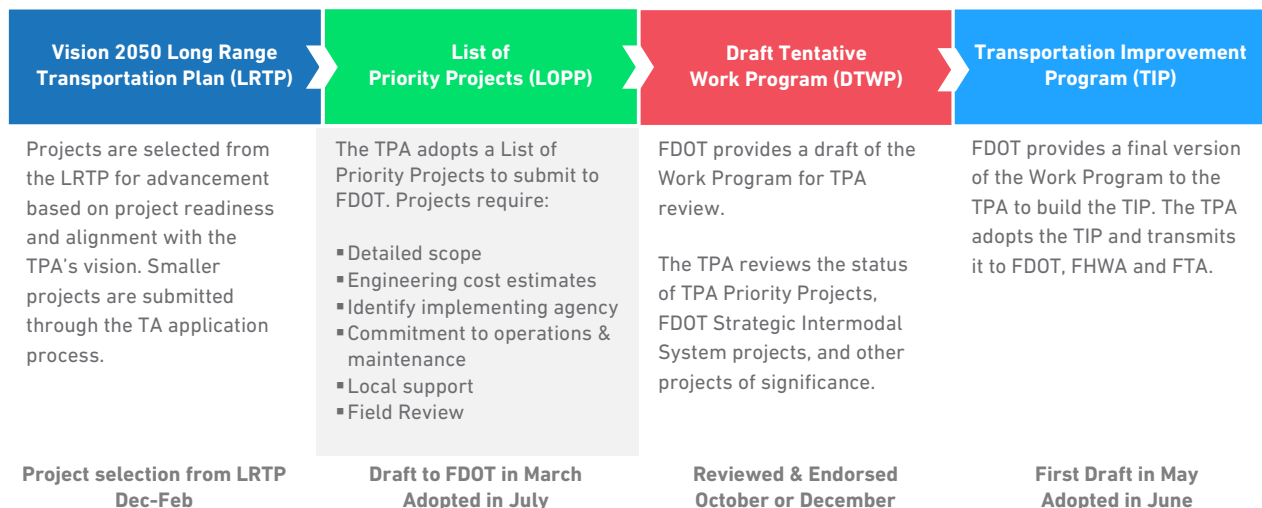 Vision 2050 Long Range
Transportation Plan (LRTP)
Projects are selected from
the LRTP for advancement
based on project readiness
and alignment with the
TPA's vision. Smaller
projects are submitted
through the TA application
process.
Project selection from LRTP
Dec-Feb
List of
Priority Projects (LOPP)
The TPA adopts a List of
Priority Projects to submit to
FDOT. Projects require:
▪ Detailed scope
▪ Engineering cost estimates
▪ Identify implementing agency
▪ Commitment to operations &
maintenance
▪ Local support
▪ Field Review
Draft to FDOT in March
Adopted in July
Draft Tentative
Work Program (DTWP)
FDOT provides a draft of the
Work Program for TPA
review.
The TPA reviews the status
of TPA Priority Projects,
FDOT Strategic Intermodal
System projects, and other
projects of significance.
Reviewed & Endorsed
October or December
Transportation Improvement
Program (TIP)
FDOT provides a final version
of the Work Program to the
TPA to build the TIP. The TPA
adopts the TIP and transmits
it to FDOT, FHWA and FTA.
First Draft in May
Adopted in June